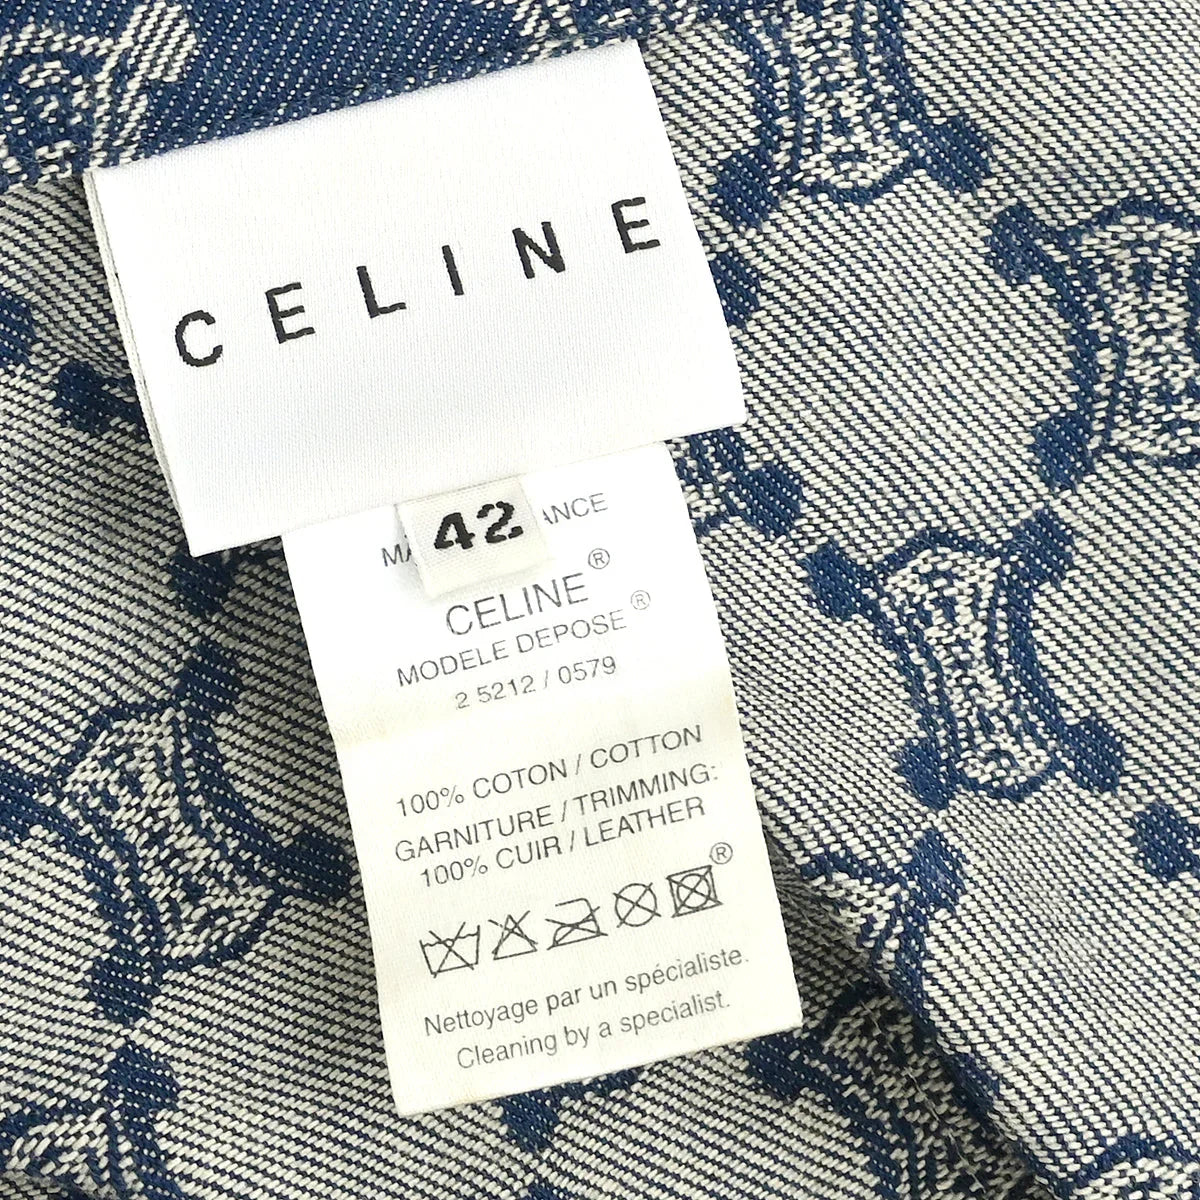 CELINE
42
MA ANCE
CELINE®
MODELE DEPOSE®
2 5212 / 0579
100% COTON / COTTON
GARNITURE / TRIMMING:
100% CUIR / LEATHER
®
Nettoyage par un spécialiste.
Cleaning by a specialist.